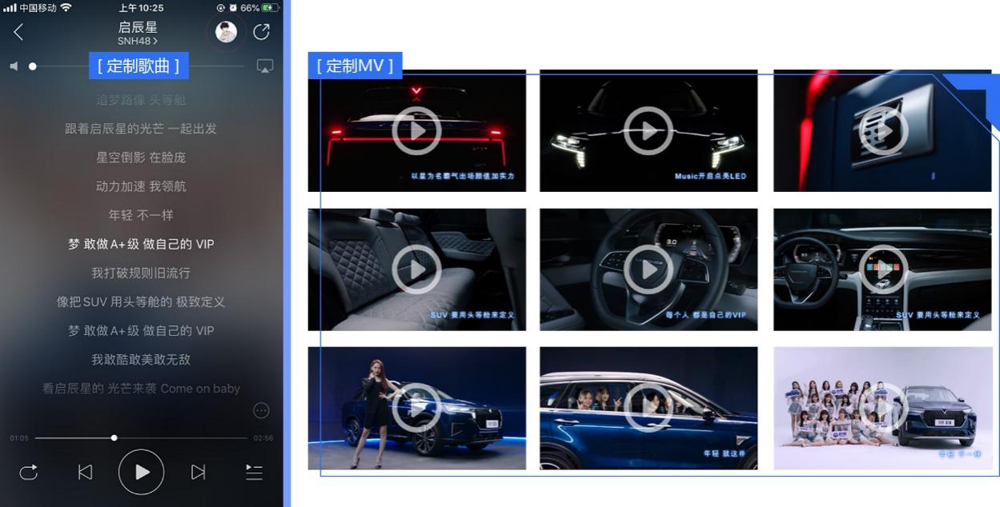 中国移动
上午10:25
66%
启辰星
SNH48
[ 定制歌曲 ]
追梦路像 头等舱
跟着启辰星的光芒 一起出发
星空倒影 在脸庞
动力加速 我领航
年轻 不一样
梦 敢做A+级 做自己的 VIP
我打破规则旧流行
像把SUV 用头等舱的 极致定义
梦 敢做A+级 做自己的 VIP
我敢酷敢美敢无敌
看启辰星的 光芒来袭 Come on baby
01:05
02:56
[ 定制MV ]
以星为名霸气出场颜值加实力
Music开启点亮LED
SUV 要用头等舱来定义
每个人 都是自己的VIP
SUV 要用头等舱来定义
年轻 就这样
年轻 不一样